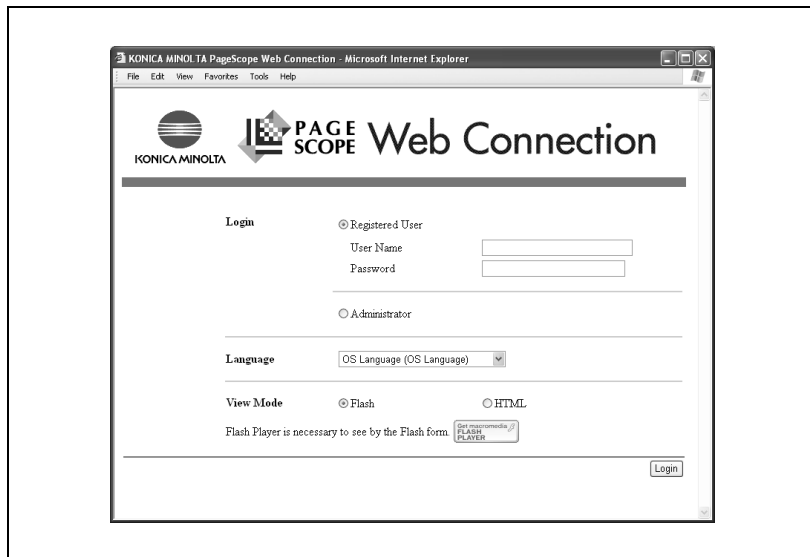 KONICA MINOLTA PageScope Web Connection - Microsoft Internet Explorer
File Edit View Favorites Tools Help
KONICA MINOLTA
PAGE SCOPE Web Connection
Login
Registered User
User Name
Password
Administrator
Language
OS Language (OS Language)
View Mode
Flash
HTML
Flash Player is necessary to see by the Flash form.
Get macromedia
FLASH
PLAYER
Login